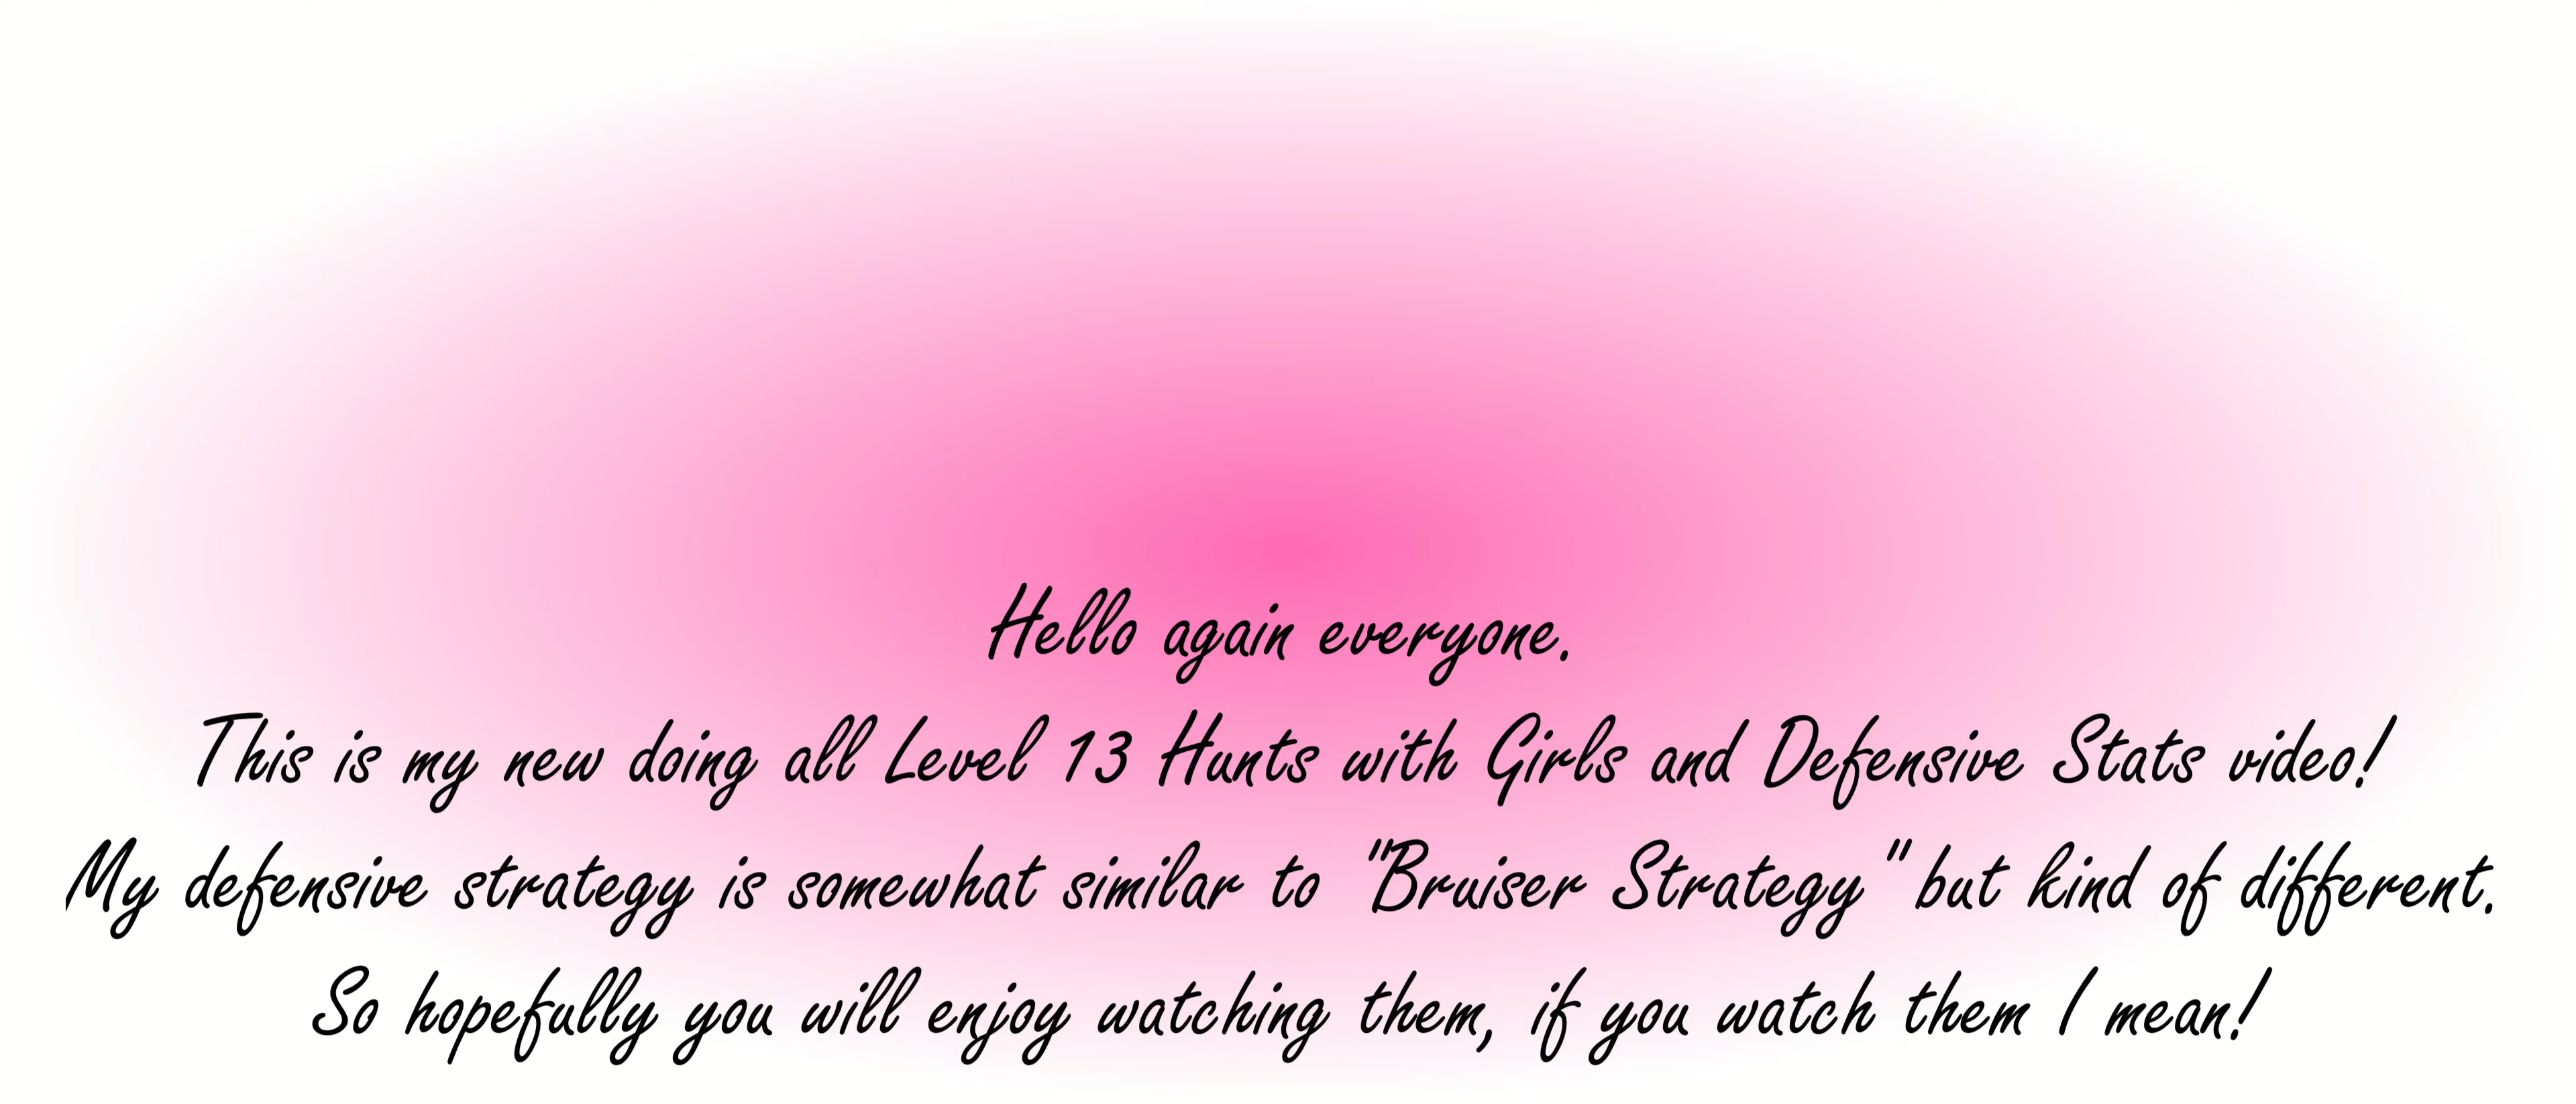 Hello again everyone.
This is my new doing all Level 13 Hunts with Girls and Defensive Stats video!
My defensive strategy is somewhat similar to "Bruiser Strategy" but kind of different.
So hopefully you will enjoy watching them, if you watch them I mean!